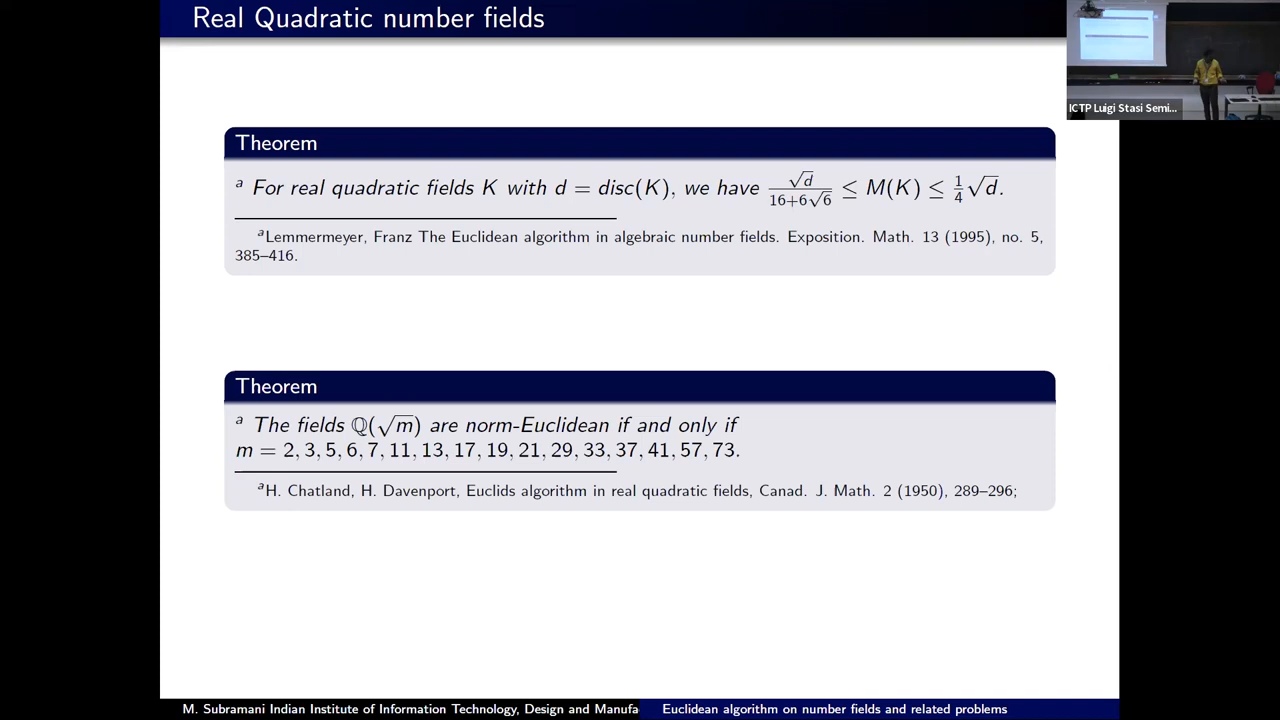 Real Quadratic number fields
ICTP Luigi Stasi Semi...
Theorem
a For real quadratic fields K with d = disc(K), we have √d/(16+6√6) ≤ M(K) ≤ 1/4 √d.
aLemmermeyer, Franz The Euclidean algorithm in algebraic number fields. Exposition. Math. 13 (1995), no. 5,
385–416.
Theorem
a The fields ℚ(√m) are norm-Euclidean if and only if
m = 2, 3, 5, 6, 7, 11, 13, 17, 19, 21, 29, 33, 37, 41, 57, 73.
aH. Chatland, H. Davenport, Euclids algorithm in real quadratic fields, Canad. J. Math. 2 (1950), 289–296;
M. Subramani Indian Institute of Information Technology, Design and Manufa
Euclidean algorithm on number fields and related problems